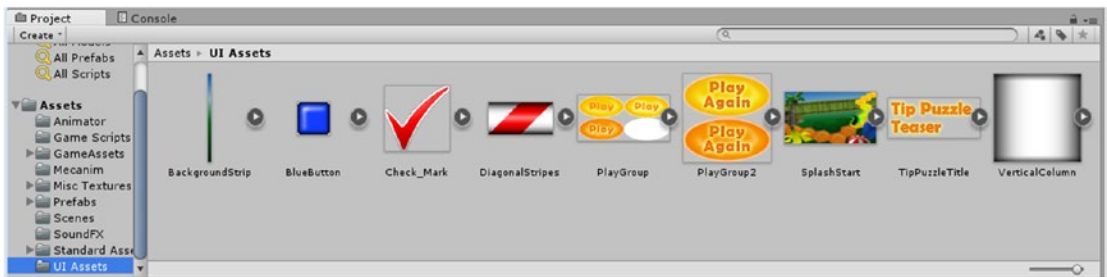 Project Console
Create
All Models
All Prefabs
All Scripts
Assets
Animator
Game Scripts
GameAssets
Mecanim
Misc Textures
Prefabs
Scenes
SoundFX
Standard Asse
UI Assets
Assets ▸ UI Assets
Play Play
Play
Play
Again
Play
Again
Tip Puzzle
Teaser
BackgroundStrip BlueButton Check_Mark DiagonalStripes PlayGroup PlayGroup2 SplashStart TipPuzzleTitle VerticalColumn